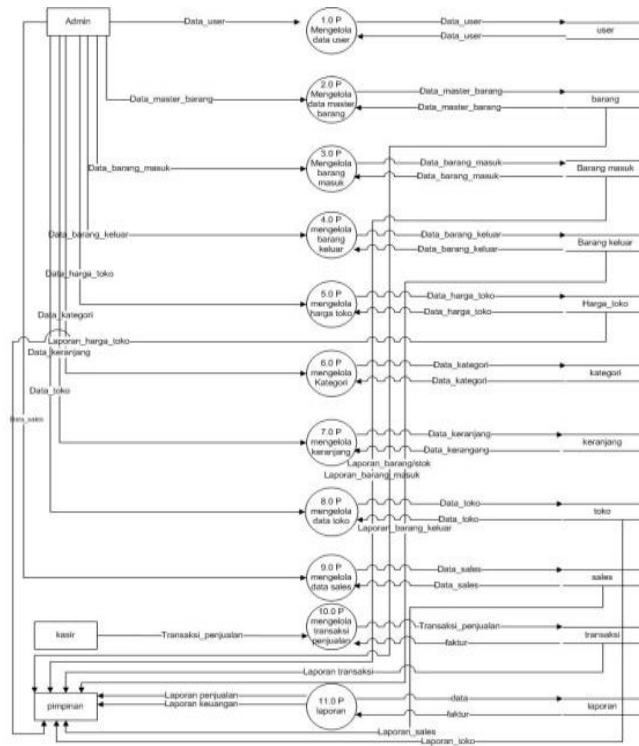 Admin
Data_user
1.0 P
Mengelola
data user
Data_user
Data_user
user
Data_master_barang
2.0 P
Mengelola
data master
barang
Data_master_barang
Data_master_barang
barang
Data_barang_masuk
3.0 P
Mengelola
barang
masuk
Data_barang_masuk
Data_barang_masuk
Barang masuk
Data_barang_keluar
4.0 P
mengelola
barang
keluar
Data_barang_keluar
Data_barang_keluar
Barang keluar
Data_harga_toko
5.0 P
mengelola
harga toko
Data_harga_toko
Data_harga_toko
Harga_toko
Data_kategori
Laporan_harga_toko
Data_keranjang
6.0 P
mengelola
Kategori
Data_kategori
Data_kategori
kategori
Data_toko
Data_sales
7.0 P
mengelola
keranjang
Data_keranjang
Data_kerangang
keranjang
Laporan_barang/stok
Laporan_barang_masuk
8.0 P
mengelola
data toko
Data_toko
Data_toko
toko
Laporan_barang_keluar
9.0 P
mengelola
data sales
Data_sales
Data_sales
sales
kasir
Transaksi_penjualan
10.0 P
mengelola
transaksi
penjualan
Transaksi_penjualan
faktur
transaksi
Laporan transaksi
pimpinan
Laporan penjualan
Laporan keuangan
11.0 P
laporan
data
faktur
laporan
Laporan_sales
Laporan_toko